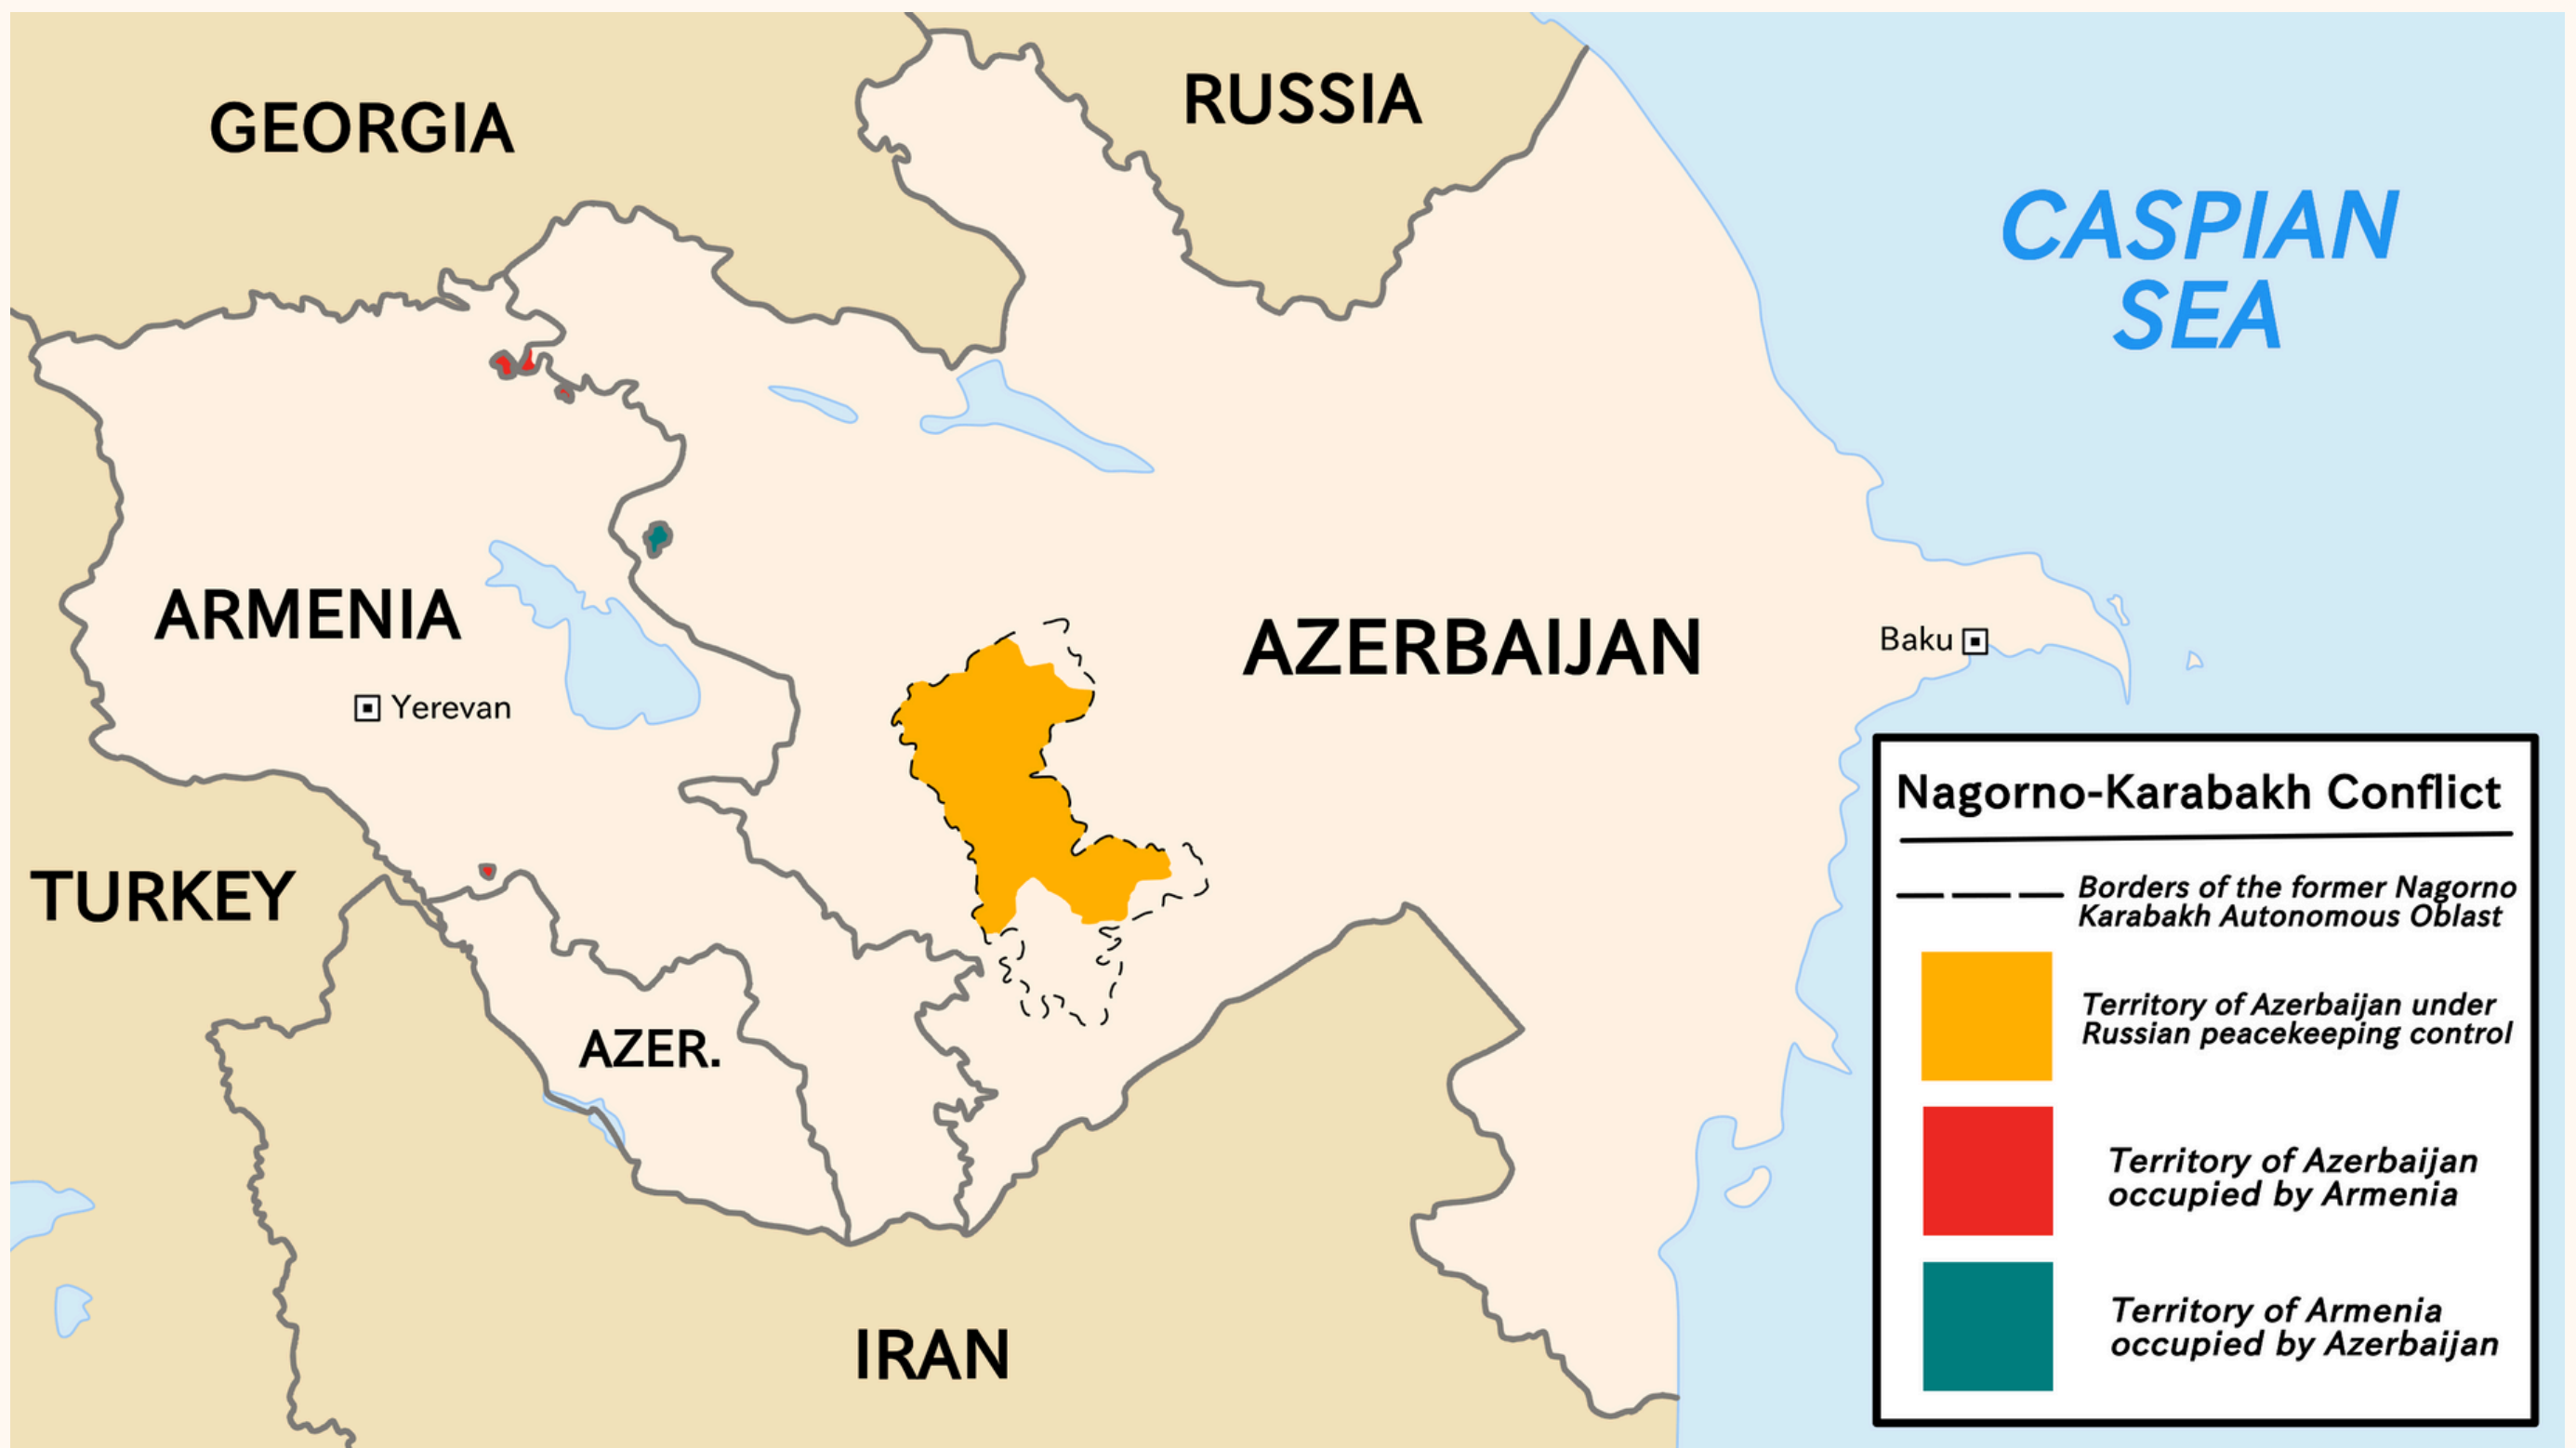 GEORGIA
RUSSIA
CASPIAN
SEA
ARMENIA
Yerevan
AZERBAIJAN
Baku
TURKEY
AZER.
IRAN
Nagorno-Karabakh Conflict
Borders of the former Nagorno
Karabakh Autonomous Oblast
Territory of Azerbaijan under
Russian peacekeeping control
Territory of Azerbaijan
occupied by Armenia
Territory of Armenia
occupied by Azerbaijan